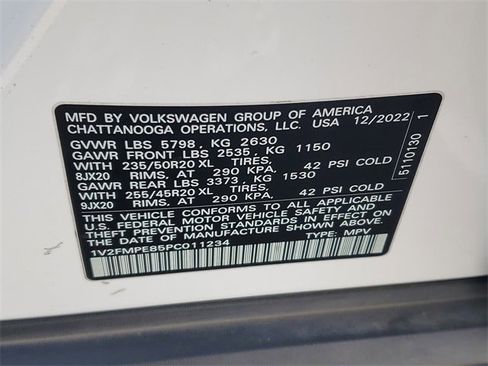 MFD BY VOLKSWAGEN GROUP OF AMERICA
CHATTANOOGA OPERATIONS, LLC. USA 12/2022
GVWR LBS 5798, KG 2630
GAWR FRONT LBS 2535, KG 1150
WITH 235/50R20 XL TIRES,
8JX20 RIMS, AT 290 KPA, 42 PSI COLD
GAWR REAR LBS 3373, KG 1530
WITH 255/45R20 XL TIRES,
9JX20 RIMS, AT 290 KPA, 42 PSI COLD
THIS VEHICLE CONFORMS TO ALL APPLICABLE
U.S. FEDERAL MOTOR VEHICLE SAFETY AND
THEFT PREVENTION STANDARDS IN EFFECT ON
THE DATE OF MANUFACTURE SHOWN ABOVE
1V2FMPE85PC011234 TYPE: MPV
5110130 1